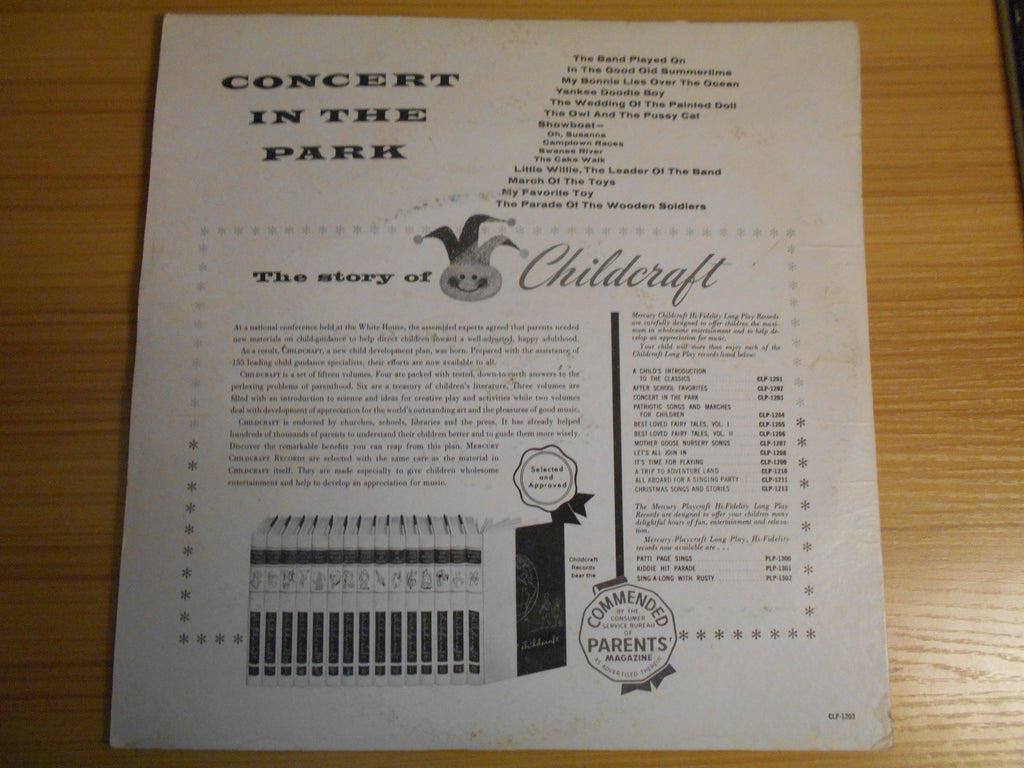 CONCERT
IN THE
PARK
The Band Played On
In The Good Old Summertime
My Bonnie Lies Over The Ocean
Yankee Doodle Boy
The Wedding Of The Painted Doll
The Owl And The Pussy Cat
Showboat—
Oh, Susanna
Camptown Races
Swanee River
The Cake Walk
Little Willie, The Leader Of The Band
March Of The Toys
My Favorite Toy
The Parade Of The Wooden Soldiers
The story of Childcraft
At a national conference held at the White House, the assembled experts agreed that parents needed
new materials on child-guidance to help direct children toward a well-adjusted, happy adulthood.
As a result, CHILDCRAFT, a new child development plan, was born. Prepared with the assistance of
155 leading child guidance specialists, their efforts are now available to all.
CHILDCRAFT is a set of fifteen volumes. Four are packed with tested, down-to-earth answers to the
perlexing problems of parenthood. Six are a treasury of children's literature. Three volumes are
filled with an introduction to science and ideas for creative play and activities while two volumes
deal with development of appreciation for the world's outstanding art and the pleasures of good music.
CHILDCRAFT is endorsed by churches, schools, libraries and the press. It has already helped
hundreds of thousands of parents to understand their children better and to guide them more wisely.
Discover the remarkable benefits you can reap from this plan. MERCURY
CHILDCRAFT RECORDS are selected with the same care as the material in
CHILDCRAFT itself. They are made especially to give children wholesome
entertainment and help to develop an appreciation for music.
Selected
and
Approved
Childcraft
Childcraft
Records
bear the
COMMENDED
BY THE
CONSUMER
SERVICE BUREAU
OF
PARENTS'
MAGAZINE
AS ADVERTISED THEREIN
Mercury Childcraft Hi-Fidelity Long Play Records
are carefully designed to offer children the maxi-
mum in wholesome entertainment and to help de-
velop an appreciation for music.
Your child will more than enjoy each of the
Childcraft Long Play records listed below:
A CHILD'S INTRODUCTION
TO THE CLASSICS CLP-1201
AFTER SCHOOL FAVORITES CLP-1202
CONCERT IN THE PARK CLP-1203
PATRIOTIC SONGS AND MARCHES
FOR CHILDREN CLP-1204
BEST-LOVED FAIRY TALES, VOL. I CLP-1205
BEST-LOVED FAIRY TALES, VOL. II CLP-1206
MOTHER GOOSE NURSERY SONGS CLP-1207
LET'S ALL JOIN IN CLP-1208
IT'S TIME FOR PLAYING CLP-1209
A TRIP TO ADVENTURE LAND CLP-1210
ALL ABOARD FOR A SINGING PARTY CLP-1211
CHRISTMAS SONGS AND STORIES CLP-1213
The Mercury Playcraft Hi-Fidelity Long Play
Records are designed to offer your children many
delightful hours of fun, entertainment and relaxa-
tion.
Mercury-Playcraft Long Play, Hi-Fidelity
records now available are . . .
PATTI PAGE SINGS PLP-1300
KIDDIE HIT PARADE PLP-1301
SING-A-LONG WITH RUSTY PLP-1302
CLP-1203